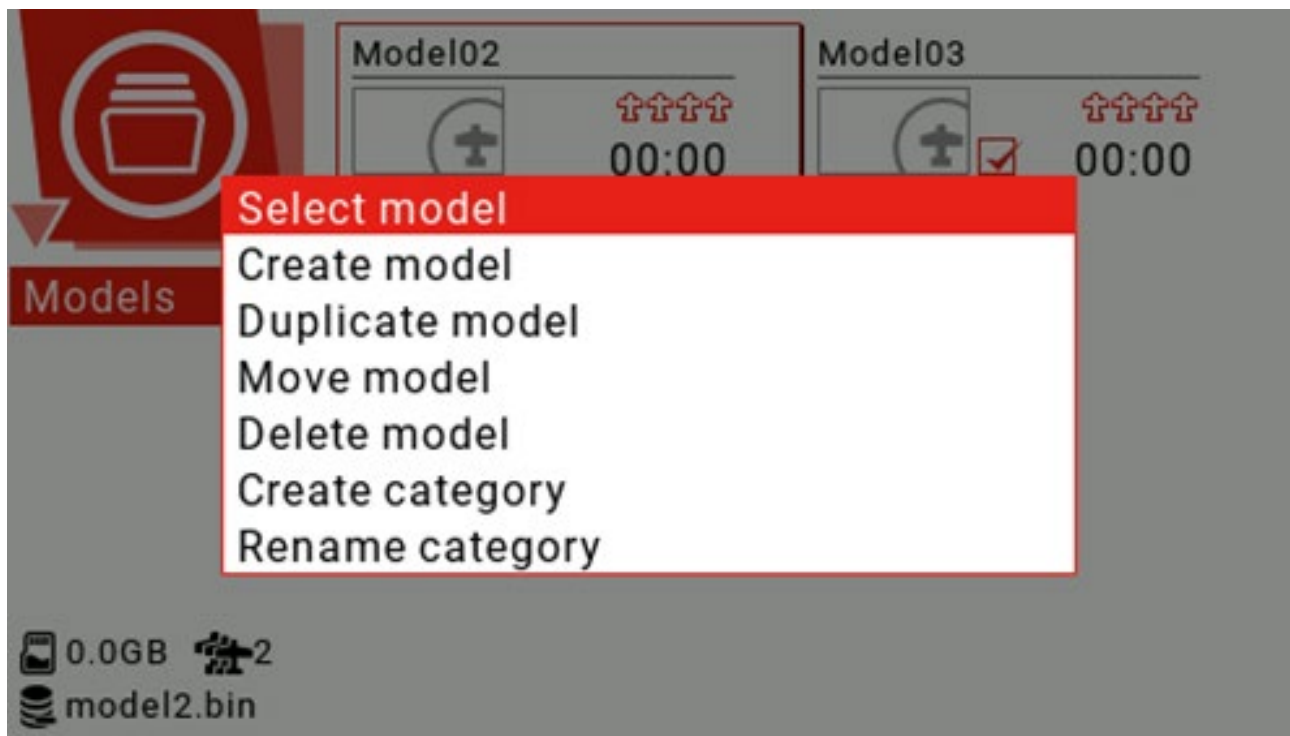 Model02
Model03
00:00
00:00
Select model
Create model
Duplicate model
Move model
Delete model
Create category
Rename category
Models
0.0GB 2
model2.bin